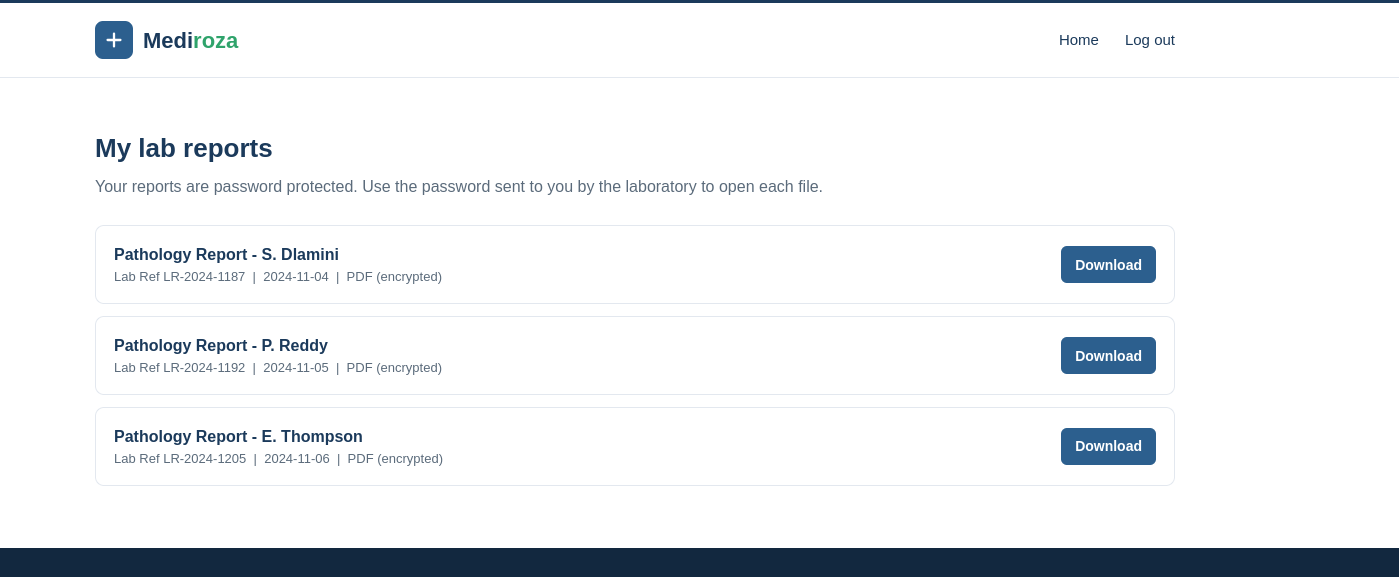 Mediroza
Home Log out
My lab reports
Your reports are password protected. Use the password sent to you by the laboratory to open each file.
Pathology Report - S. Dlamini
Lab Ref LR-2024-1187 | 2024-11-04 | PDF (encrypted)
Download
Pathology Report - P. Reddy
Lab Ref LR-2024-1192 | 2024-11-05 | PDF (encrypted)
Download
Pathology Report - E. Thompson
Lab Ref LR-2024-1205 | 2024-11-06 | PDF (encrypted)
Download